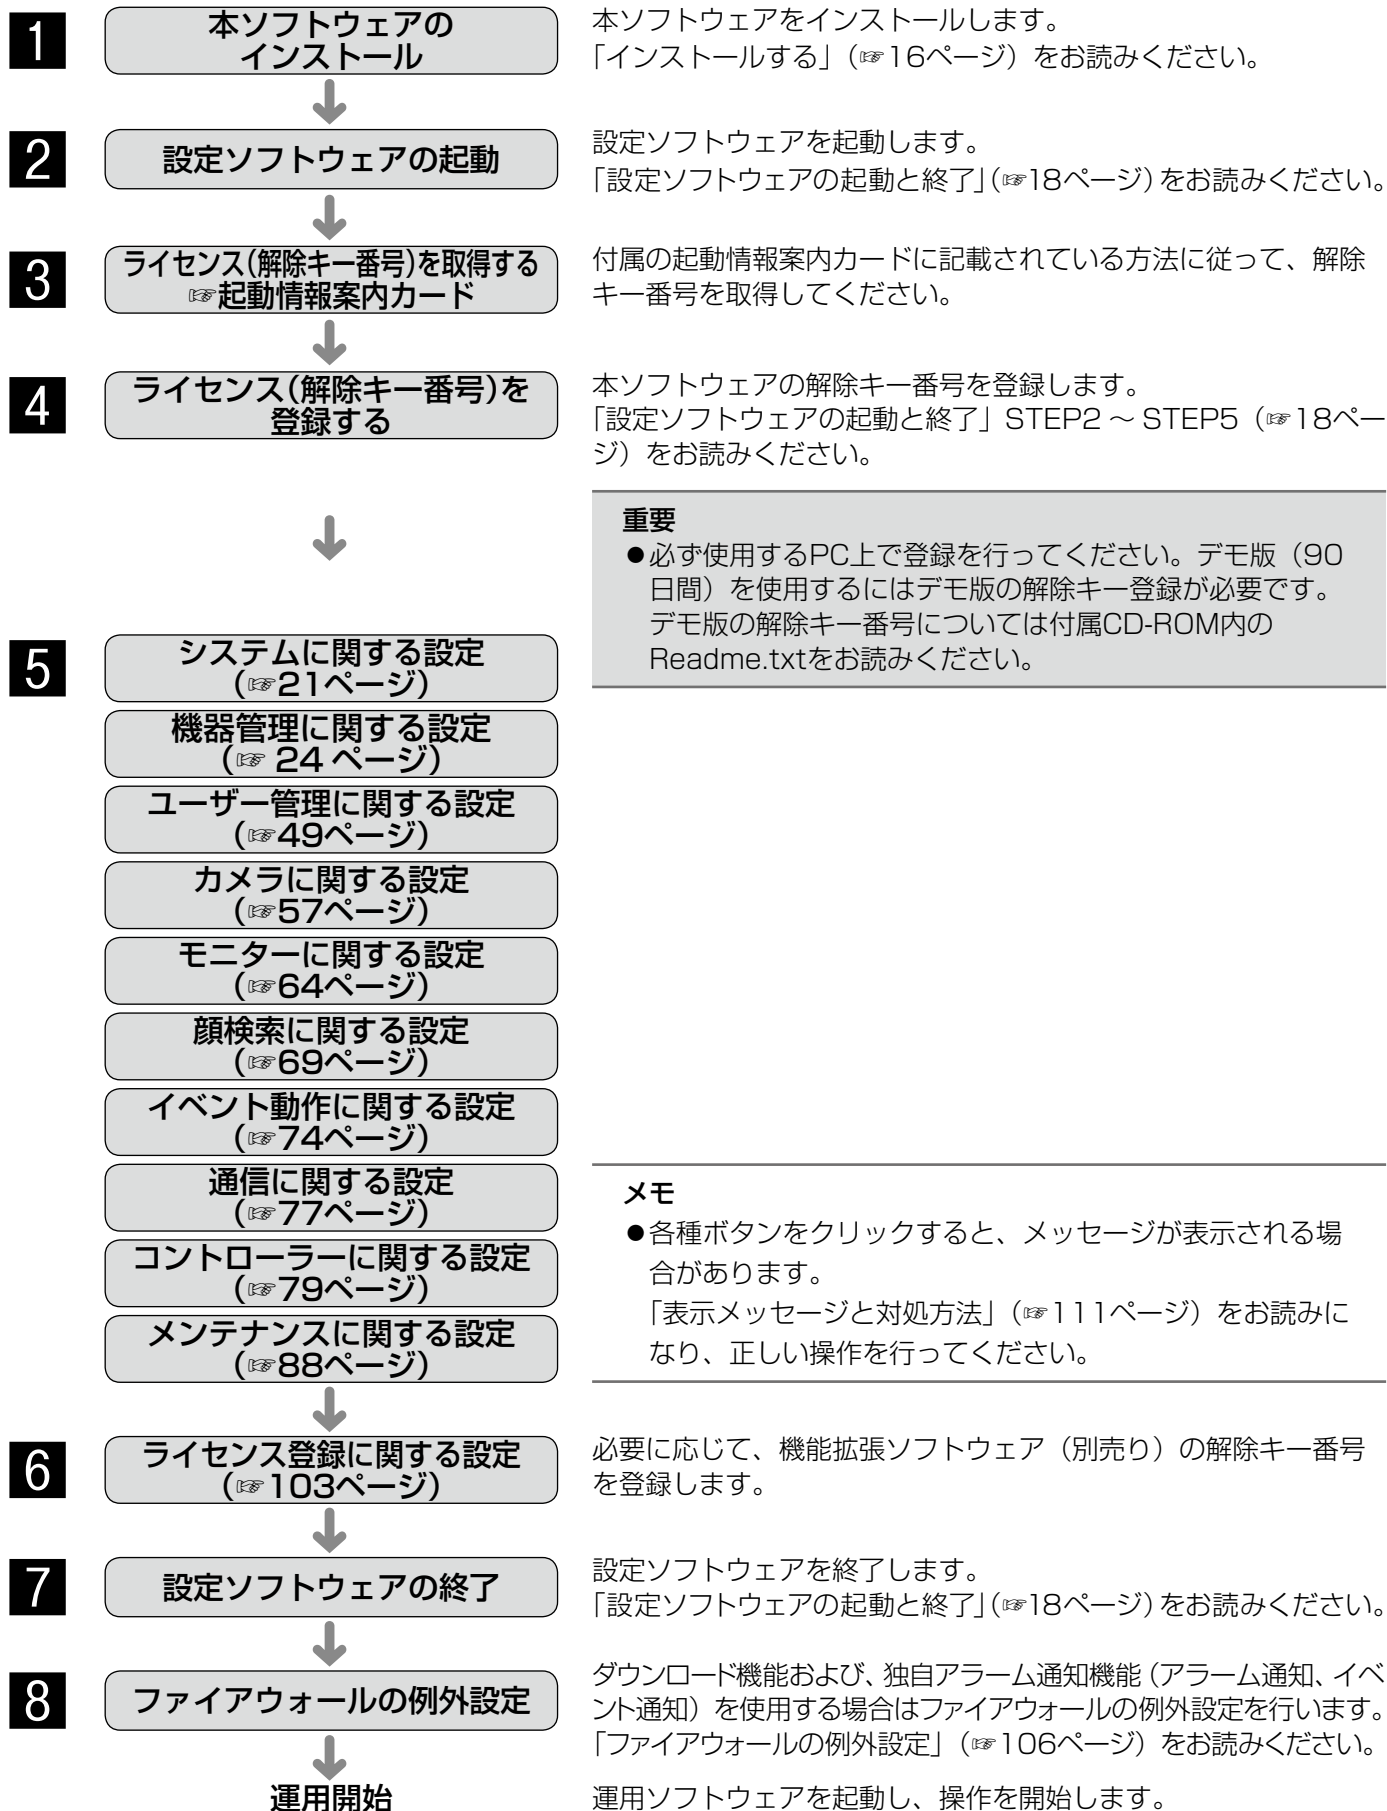 1
本ソフトウェアの
インストール
本ソフトウェアをインストールします。
「インストールする」（☞16ページ）をお読みください。
2
設定ソフトウェアの起動
設定ソフトウェアを起動します。
「設定ソフトウェアの起動と終了」（☞18ページ）をお読みください。
3
ライセンス（解除キー番号）を取得する
☞起動情報案内カード
付属の起動情報案内カードに記載されている方法に従って、解除
キー番号を取得してください。
4
ライセンス（解除キー番号）を
登録する
本ソフトウェアの解除キー番号を登録します。
「設定ソフトウェアの起動と終了」STEP2 ～ STEP5（☞18ペー
ジ）をお読みください。
重要
●必ず使用するPC上で登録を行ってください。デモ版（90
日間）を使用するにはデモ版の解除キー登録が必要です。
デモ版の解除キー番号については付属CD-ROM内の
Readme.txtをお読みください。
5
システムに関する設定
（☞21ページ）
機器管理に関する設定
（☞ 24 ページ）
ユーザー管理に関する設定
（☞49ページ）
カメラに関する設定
（☞57ページ）
モニターに関する設定
（☞64ページ）
顔検索に関する設定
（☞69ページ）
イベント動作に関する設定
（☞74ページ）
通信に関する設定
（☞77ページ）
コントローラーに関する設定
（☞79ページ）
メンテナンスに関する設定
（☞88ページ）
メモ
●各種ボタンをクリックすると、メッセージが表示される場
合があります。
「表示メッセージと対処方法」（☞111ページ）をお読みに
なり、正しい操作を行ってください。
6
ライセンス登録に関する設定
（☞103ページ）
必要に応じて、機能拡張ソフトウェア（別売り）の解除キー番号
を登録します。
7
設定ソフトウェアの終了
設定ソフトウェアを終了します。
「設定ソフトウェアの起動と終了」（☞18ページ）をお読みください。
8
ファイアウォールの例外設定
ダウンロード機能および、独自アラーム通知機能（アラーム通知、イベ
ント通知）を使用する場合はファイアウォールの例外設定を行います。
「ファイアウォールの例外設定」（☞106ページ）をお読みください。
運用開始
運用ソフトウェアを起動し、操作を開始します。